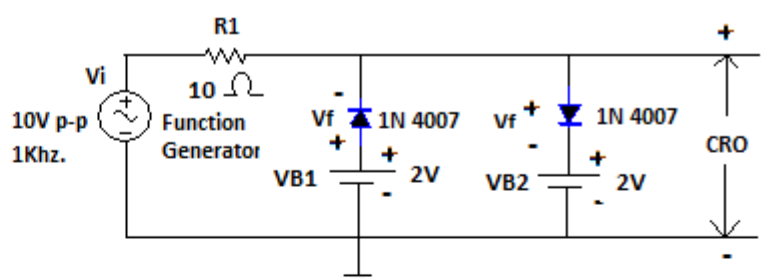 R1
+
Vi
10 Ω
-
10V p-p
1Khz.
Function
Generator
Vf
1N 4007
+
+
VB1
2V
-
Vf
+
1N 4007
-
+
VB2
2V
-
CRO
-
+
-